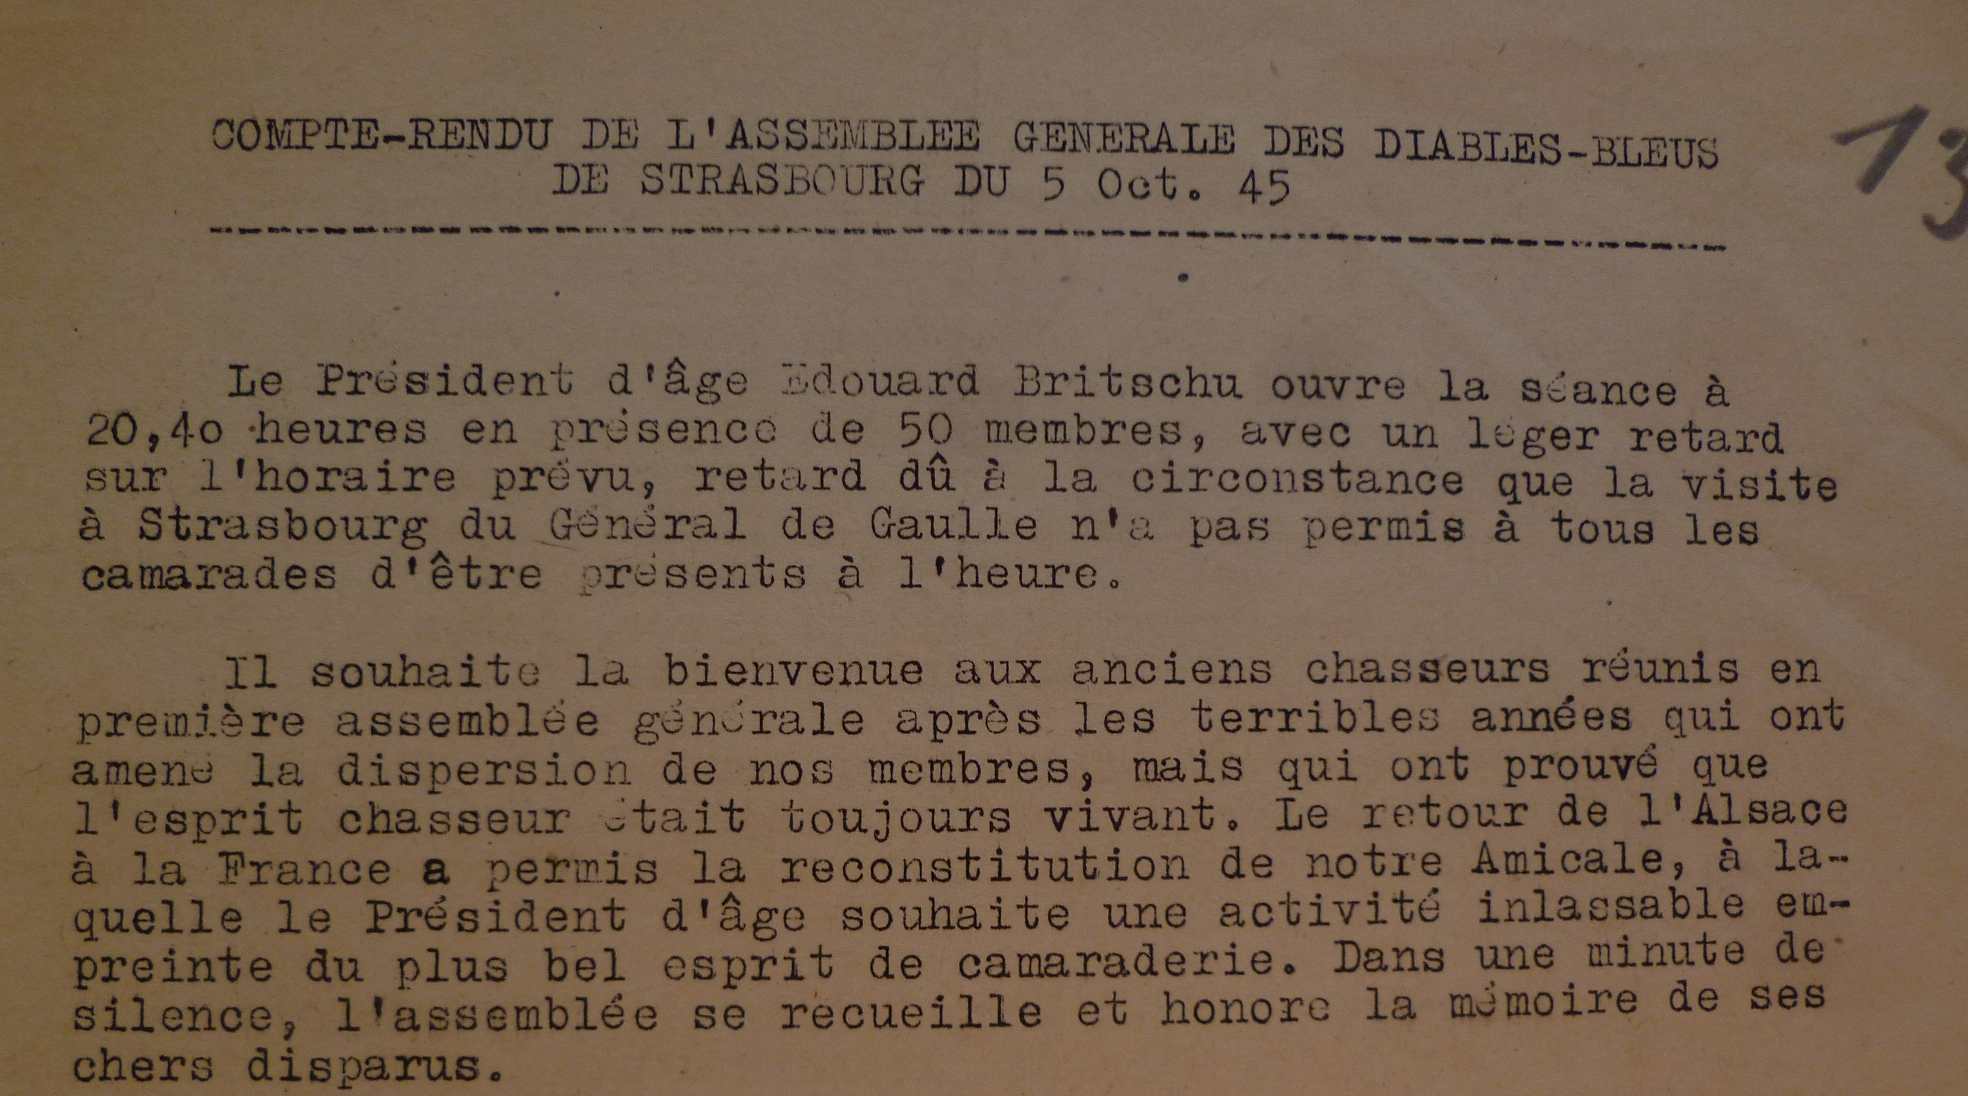 COMPTE-RENDU DE L'ASSEMBLEE GENERALE DES DIABLES-BLEUS
DE STRASBOURG DU 5 Oct. 45
13
Le Président d'âge Edouard Britschu ouvre la séance à
20,4o heures en présence de 50 membres, avec un léger retard
sur l'horaire prévu, retard dû à la circonstance que la visite
à Strasbourg du Général de Gaulle n'a pas permis à tous les
camarades d'être présents à l'heure.
Il souhaite la bienvenue aux anciens chasseurs réunis en
première assemblée générale après les terribles années qui ont
amené la dispersion de nos membres, mais qui ont prouvé que
l'esprit chasseur était toujours vivant. Le retour de l'Alsace
à la France a permis la reconstitution de notre Amicale, à la-
quelle le Président d'âge souhaite une activité inlassable em-
preinte du plus bel esprit de camaraderie. Dans une minute de
silence, l'assemblée se recueille et honore la mémoire de ses
chers disparus.